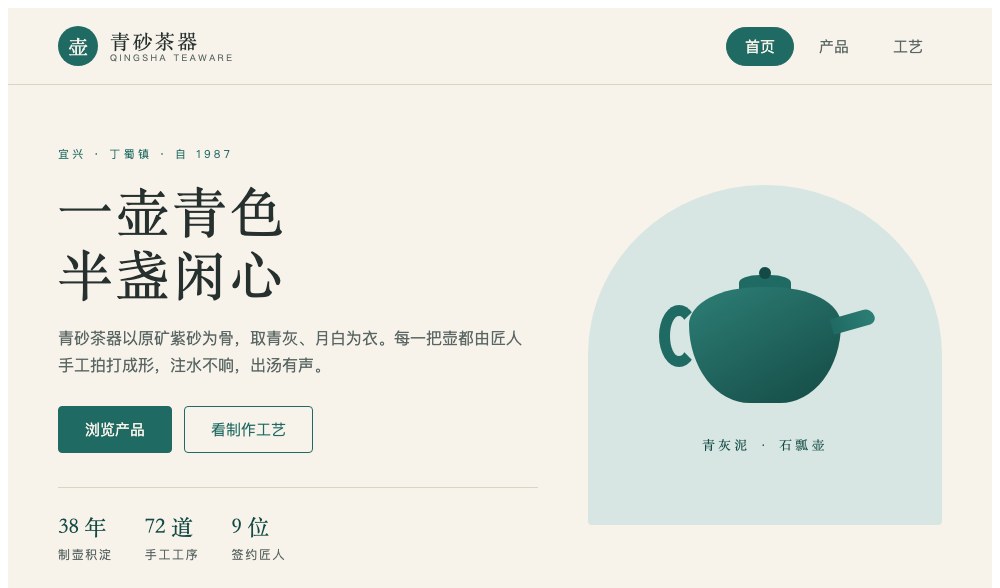 壶
青砂茶器
QINGSHA TEAWARE
首页
产品
工艺
宜兴 · 丁蜀镇 · 自 1987
一壶青色
半盏闲心
青砂茶器以原矿紫砂为骨，取青灰、月白为衣。每一把壶都由匠人
手工拍打成形，注水不响，出汤有声。
浏览产品
看制作工艺
青灰泥 · 石瓢壶
38 年
72 道
9 位
制壶积淀
手工工序
签约匠人